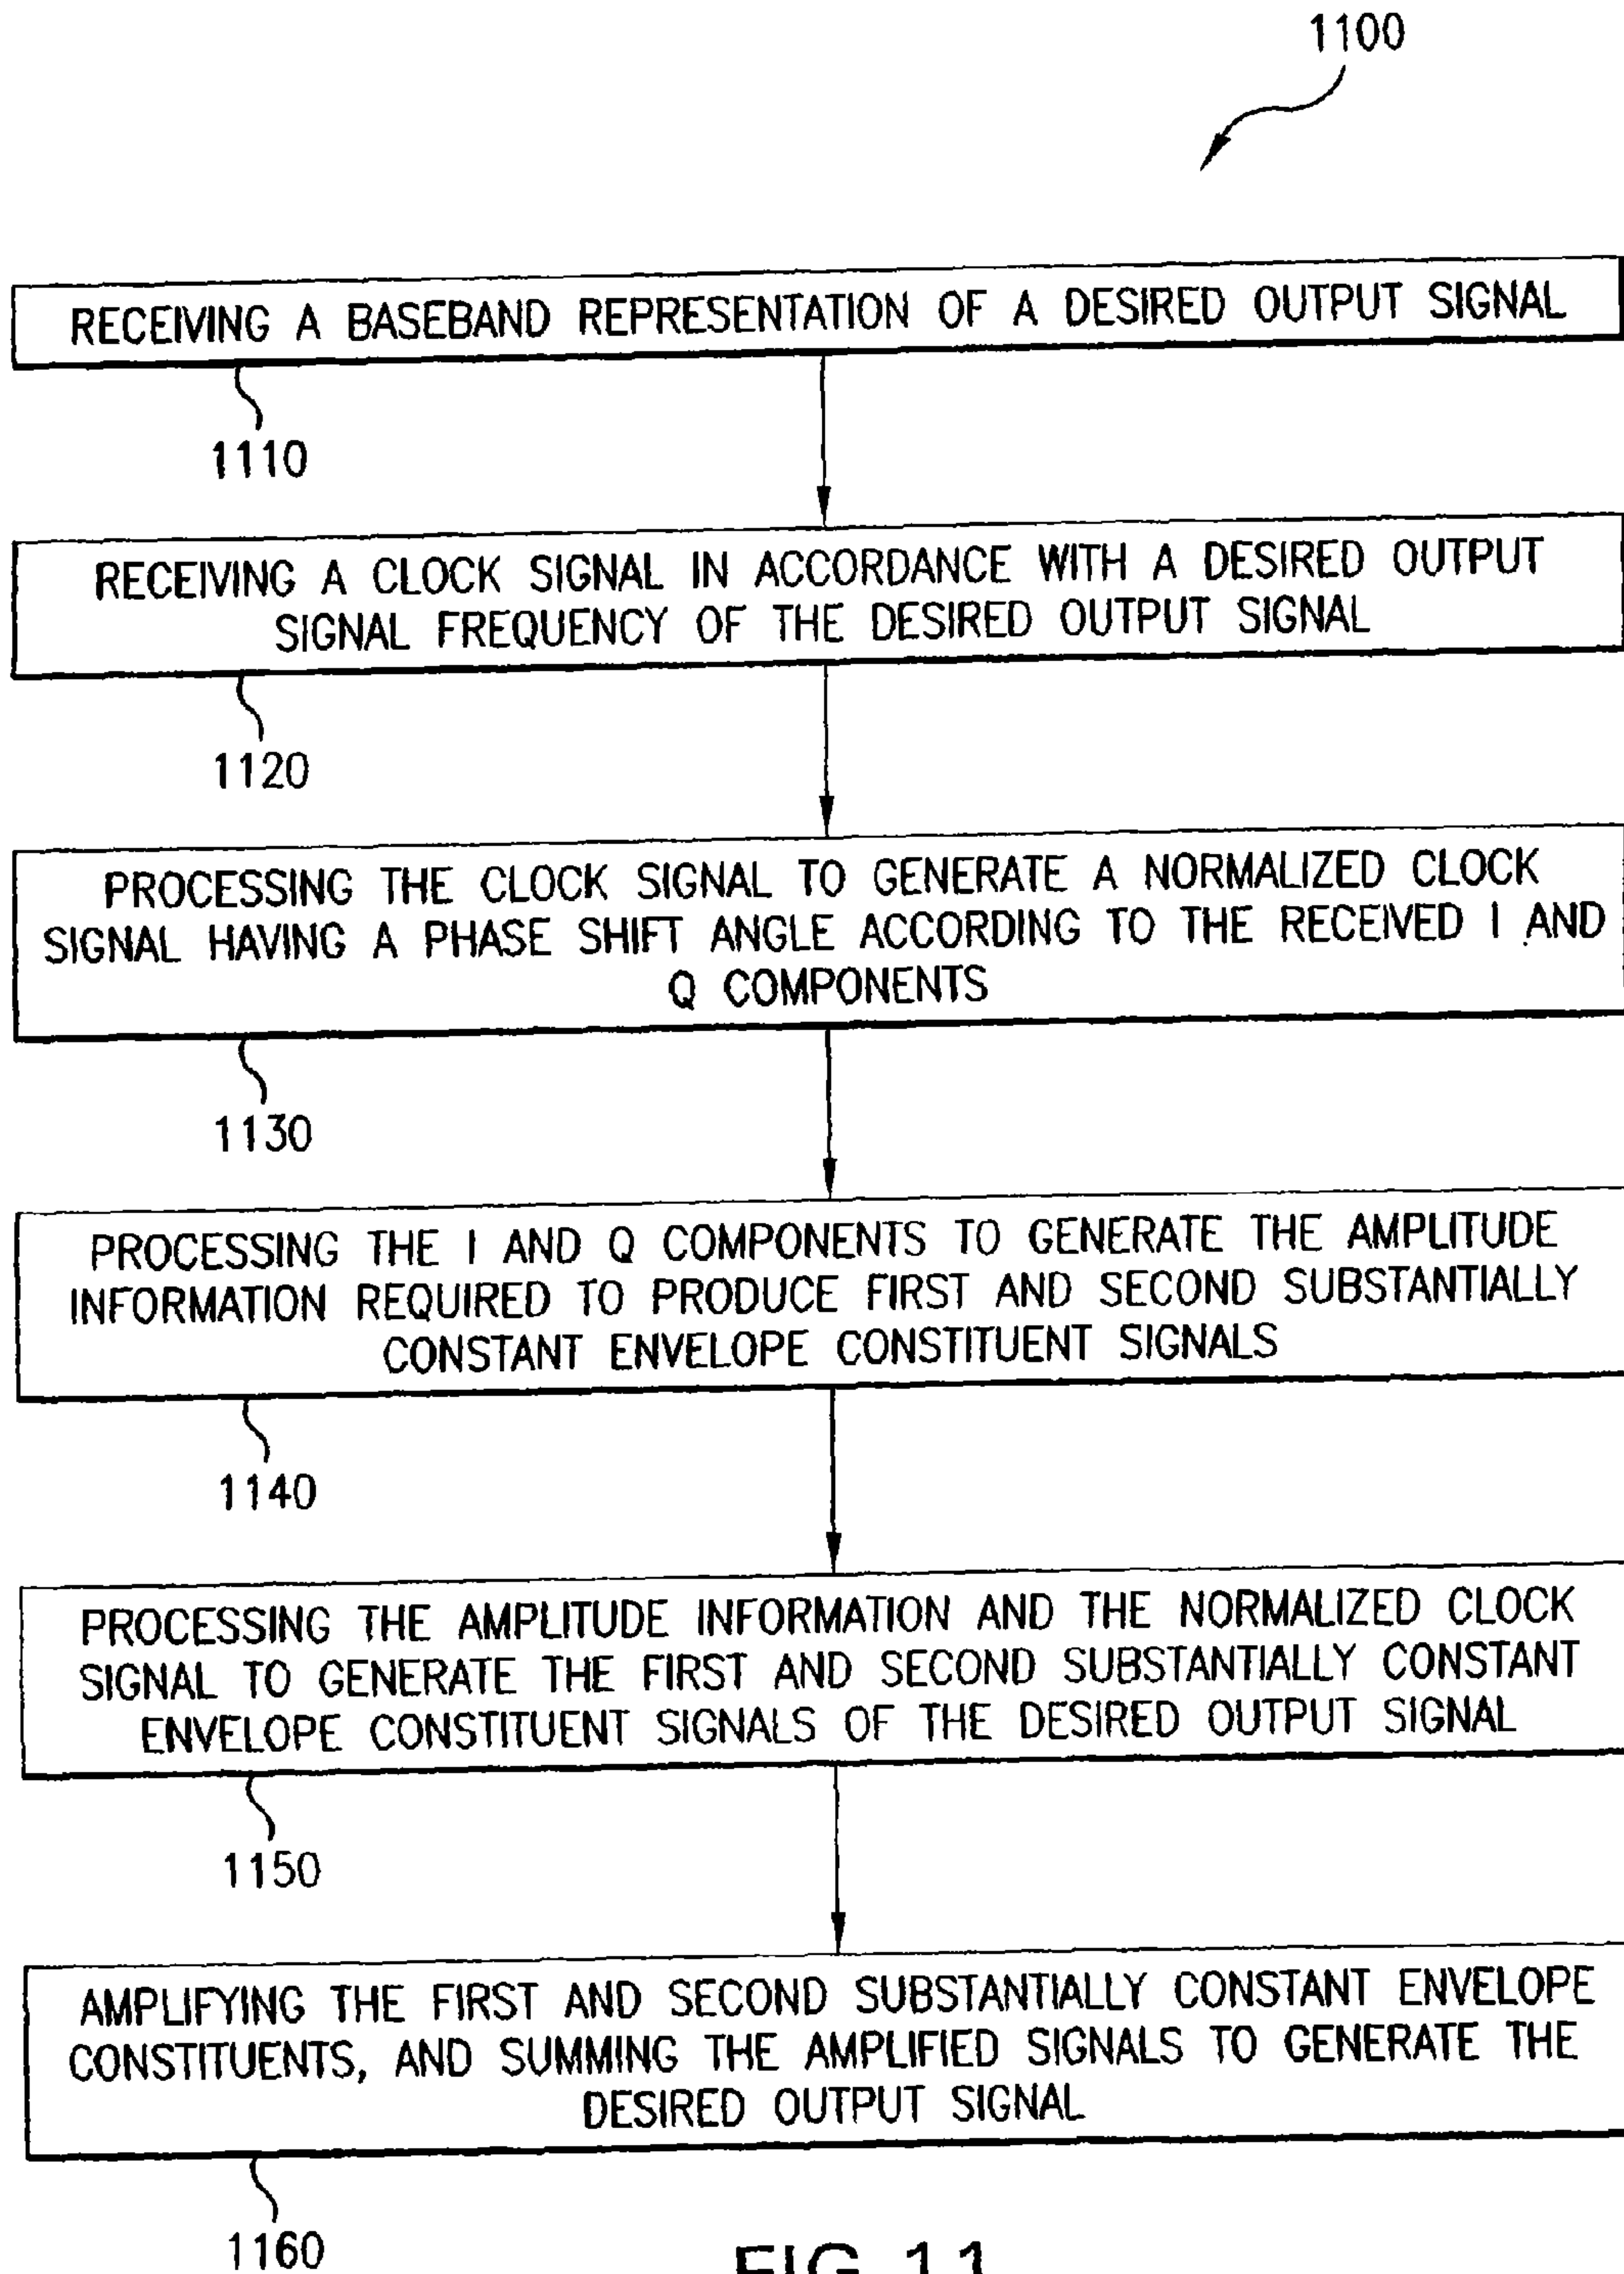 1100
RECEIVING A BASEBAND REPRESENTATION OF A DESIRED OUTPUT SIGNAL
1110
RECEIVING A CLOCK SIGNAL IN ACCORDANCE WITH A DESIRED OUTPUT
SIGNAL FREQUENCY OF THE DESIRED OUTPUT SIGNAL
1120
PROCESSING THE CLOCK SIGNAL TO GENERATE A NORMALIZED CLOCK
SIGNAL HAVING A PHASE SHIFT ANGLE ACCORDING TO THE RECEIVED I AND
Q COMPONENTS
1130
PROCESSING THE I AND Q COMPONENTS TO GENERATE THE AMPLITUDE
INFORMATION REQUIRED TO PRODUCE FIRST AND SECOND SUBSTANTIALLY
CONSTANT ENVELOPE CONSTITUENT SIGNALS
1140
PROCESSING THE AMPLITUDE INFORMATION AND THE NORMALIZED CLOCK
SIGNAL TO GENERATE THE FIRST AND SECOND SUBSTANTIALLY CONSTANT
ENVELOPE CONSTITUENT SIGNALS OF THE DESIRED OUTPUT SIGNAL
1150
AMPLIFYING THE FIRST AND SECOND SUBSTANTIALLY CONSTANT ENVELOPE
CONSTITUENTS, AND SUMMING THE AMPLIFIED SIGNALS TO GENERATE THE
DESIRED OUTPUT SIGNAL
1160
FIG.11